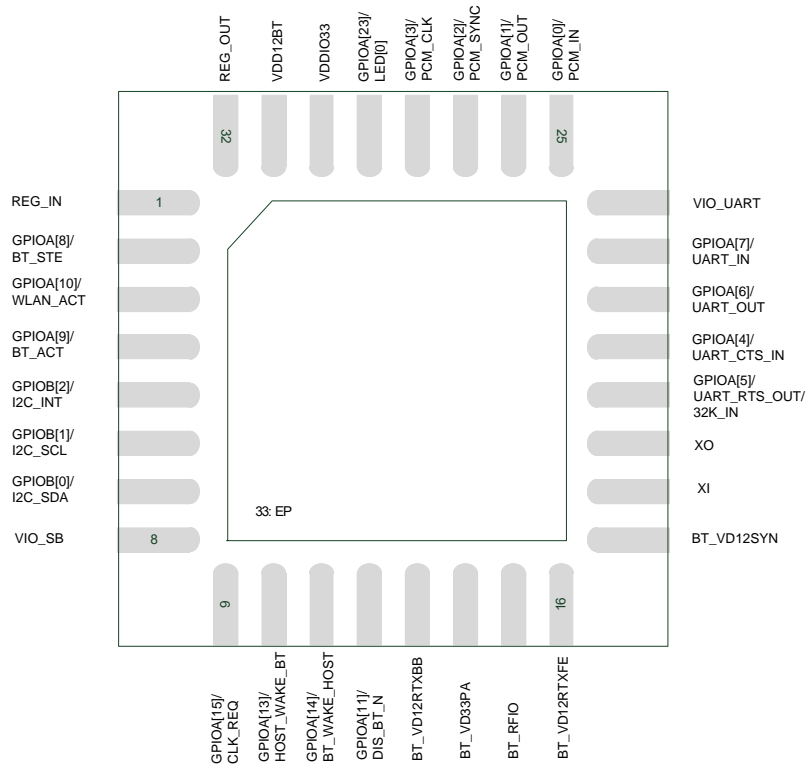 REG_OUT
VDD12BT
VDDIO33
GPIOA[23]/
LED[0]
GPIOA[3]/
PCM_CLK
GPIOA[2]/
PCM_SYNC
GPIOA[1]/
PCM_OUT
GPIOA[0]/
PCM_IN
32
25
REG_IN
1
GPIOA[8]/
BT_STE
GPIOA[10]/
WLAN_ACT
GPIOA[9]/
BT_ACT
GPIOB[2]/
I2C_INT
GPIOB[1]/
I2C_SCL
GPIOB[0]/
I2C_SDA
VIO_SB
8
VIO_UART
GPIOA[7]/
UART_IN
GPIOA[6]/
UART_OUT
GPIOA[4]/
UART_CTS_IN
GPIOA[5]/
UART_RTS_OUT/
32K_IN
XO
XI
BT_VD12SYN
33: EP
9
16
GPIOA[15]/
CLK_REQ
GPIOA[13]/
HOST_WAKE_BT
GPIOA[14]/
BT_WAKE_HOST
GPIOA[11]/
DIS_BT_N
BT_VD12RTXBB
BT_VD33PA
BT_RFIO
BT_VD12RTXFE